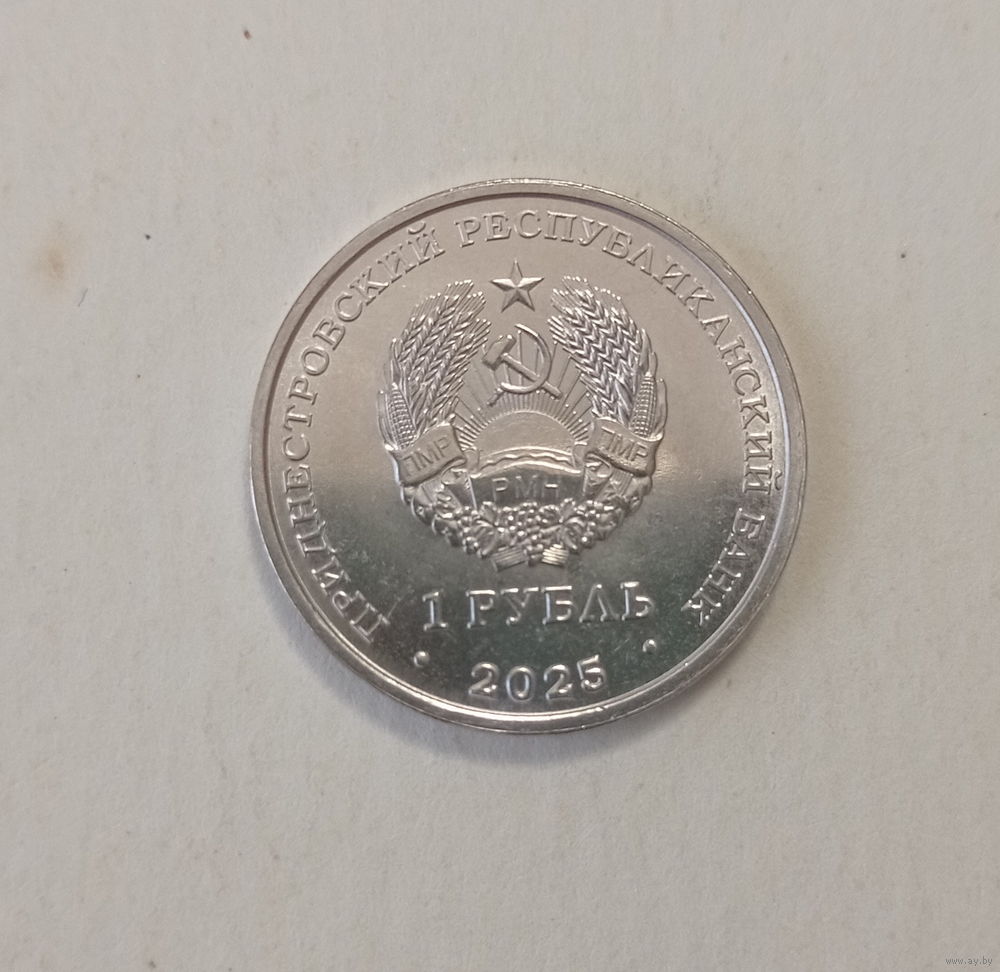 ПРИДНЕСТРОВСКИЙ РЕСПУБЛИКАНСКИЙ БАНК
ПМР
ПМР
РМН
1 РУБЛЬ
• 2025 •
www.ay.by